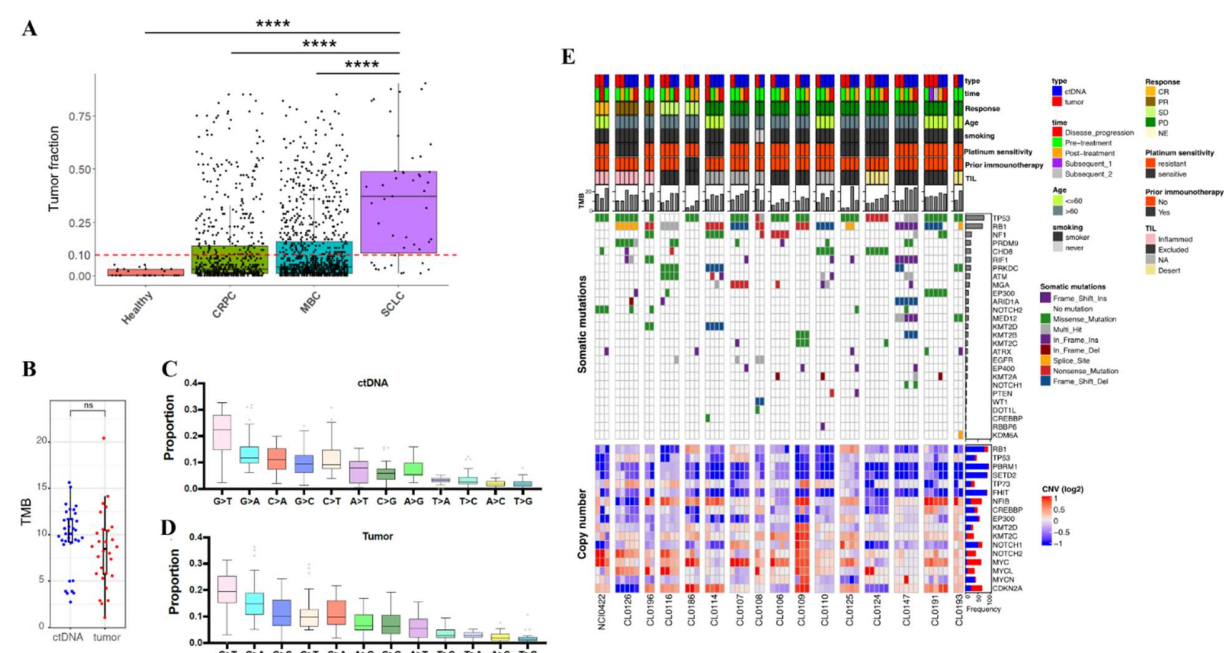 A
****
****
****
Tumor fraction
0.75
0.50
0.25
0.10
0.00
Healthy
CRPC
MBC
SCLC
B
ns
TMB
20
15
10
5
0
ctDNA
tumor
C
ctDNA
Proportion
0.4
0.3
0.2
0.1
0.0
G>T
G>A
C>A
G>C
C>T
A>T
C>G
A>G
T>A
T>C
A>C
T>G
D
Tumor
Proportion
0.4
0.3
0.2
0.1
0.0
E
type
time
Response
Age
smoking
Platinum sensitivity
Prior immunotherapy
TIL
TMB
20
0
Somatic mutations
TP53
RB1
NF1
PRDM9
CHD8
RIF1
PRKDC
ATM
MGA
EP300
ARID1A
NOTCH2
MED12
KMT2D
KMT2B
KMT2C
ATRX
EGFR
EP400
KMT2A
NOTCH1
PTEN
WT1
DOT1L
CREBBP
RBBP6
KDM6A
Copy number
RB1
TP53
PBRM1
SETD2
TP73
FHIT
NFIB
CREBBP
EP300
KMT2D
KMT2C
NOTCH1
NOTCH2
MYC
MYCL
MYCN
CDKN2A
0
50
100
Frequency
NCI0422
CL0126
CL0196
CL0116
CL0186
CL0114
CL0107
CL0108
CL0106
CL0109
CL0110
CL0125
CL0124
CL0147
CL0191
CL0193
type
ctDNA
tumor
time
Disease_progression
Pre-treatment
Post-treatment
Subsequent_1
Subsequent_2
Age
<=60
>60
smoking
smoker
never
Response
CR
PR
SD
PD
NE
Platinum sensitivity
resistant
sensitive
Prior immounotherapy
No
Yes
TIL
Inflammed
Excluded
NA
Desert
Somatic mutations
Frame_Shift_Ins
No mutation
Missense_Mutation
Multi_Hit
In_Frame_Ins
In_Frame_Del
Splice_Site
Nonsense_Mutation
Frame_Shift_Del
CNV (log2)
1
0.5
0
-0.5
-1